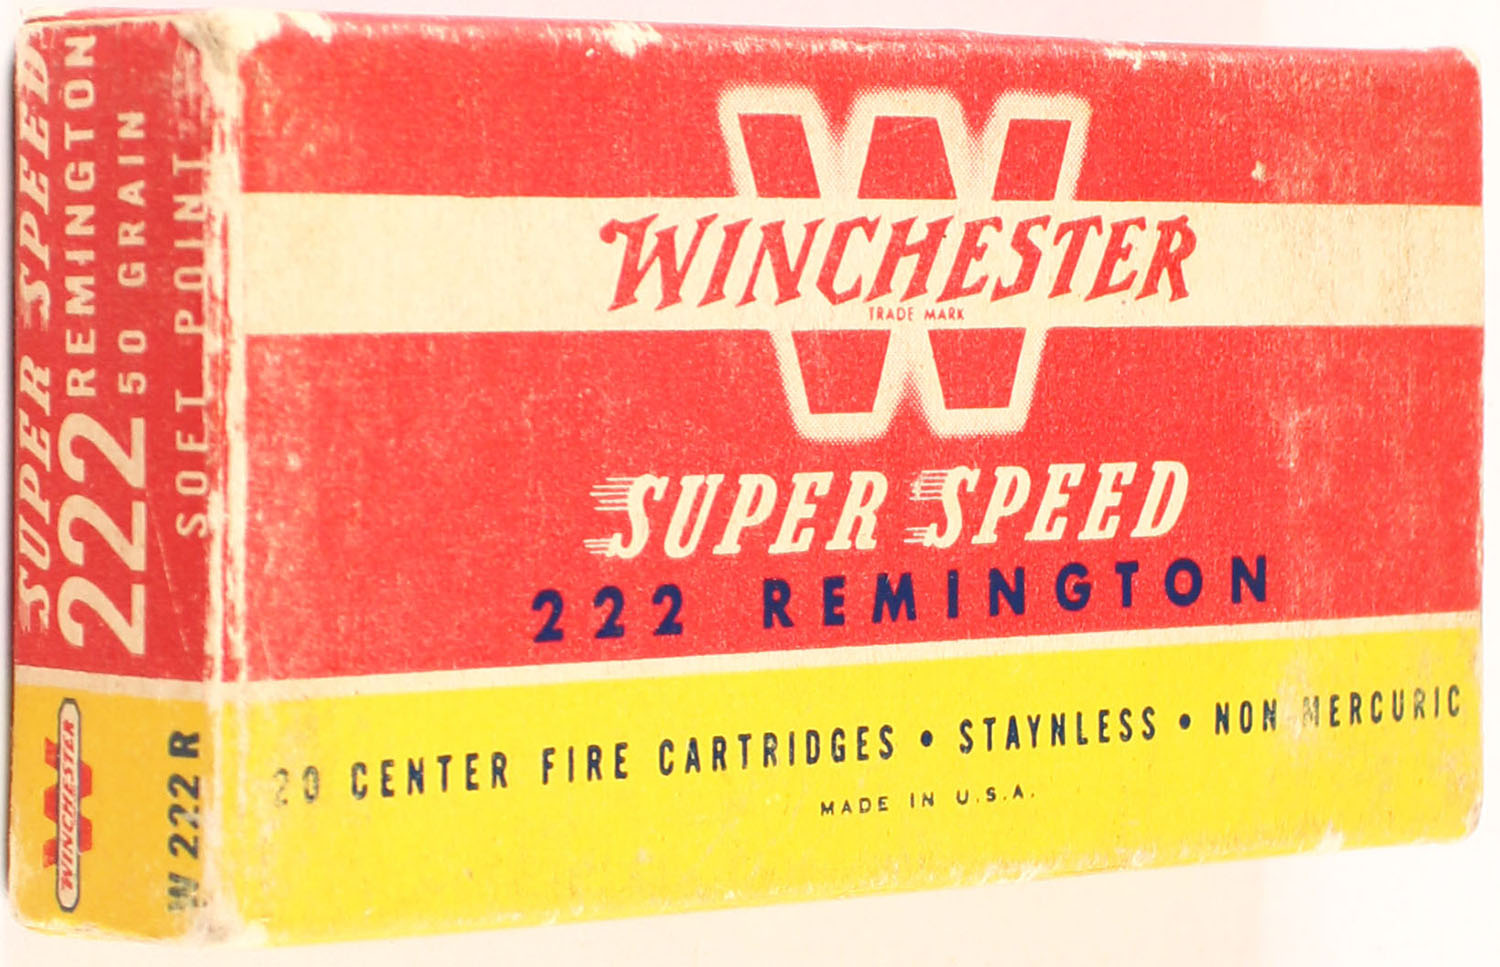 SUPER SPEED
222 REMINGTON
50 GRAIN
SOFT POINT
WINCHESTER
W222R
WINCHESTER
TRADE MARK
SUPER SPEED
222 REMINGTON
20 CENTER FIRE CARTRIDGES • STAYNLESS • NON MERCURIC
MADE IN U.S.A.